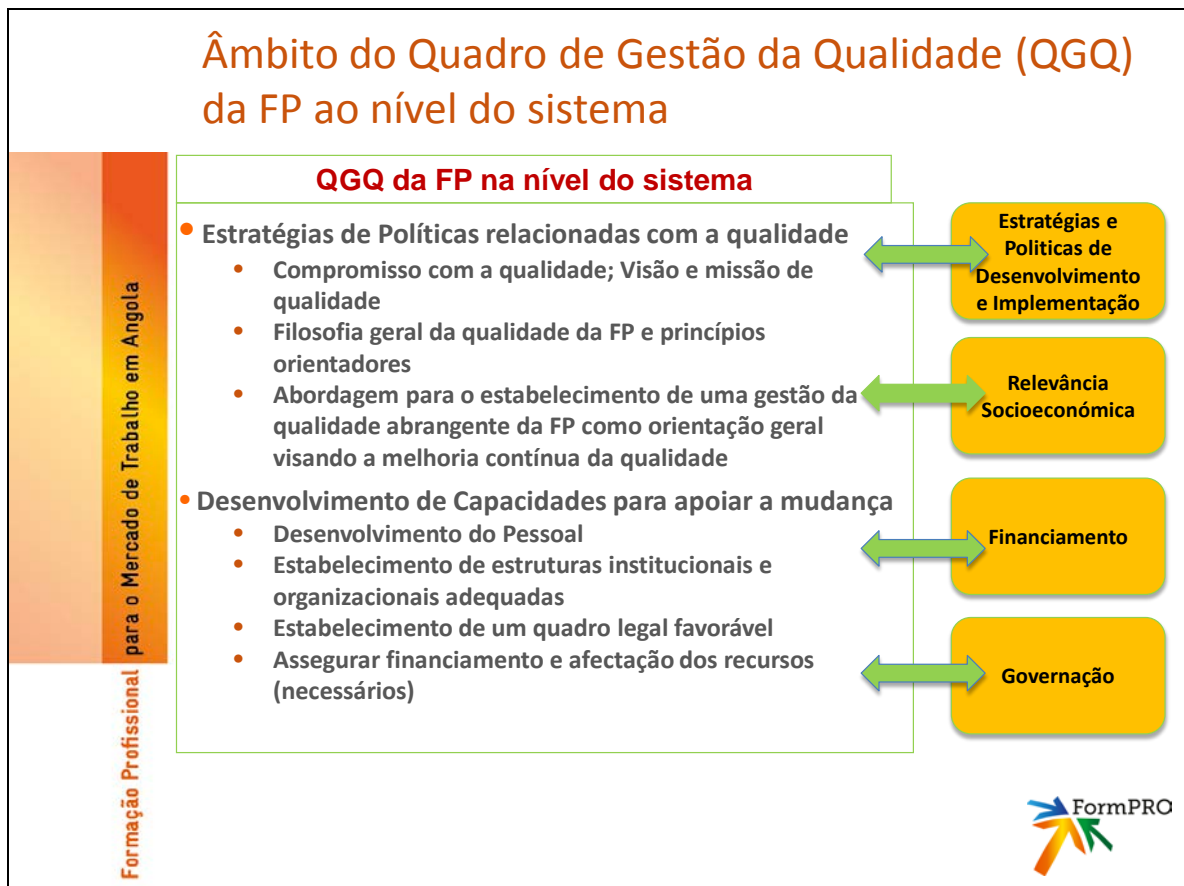 Âmbito do Quadro de Gestão da Qualidade (QGQ)
da FP ao nível do sistema
QGQ da FP na nível do sistema
• Estratégias de Políticas relacionadas com a qualidade
• Compromisso com a qualidade; Visão e missão de
qualidade
• Filosofia geral da qualidade da FP e princípios
orientadores
• Abordagem para o estabelecimento de uma gestão da
qualidade abrangente da FP como orientação geral
visando a melhoria contínua da qualidade
• Desenvolvimento de Capacidades para apoiar a mudança
• Desenvolvimento do Pessoal
• Estabelecimento de estruturas institucionais e
organizacionais adequadas
• Estabelecimento de um quadro legal favorável
• Assegurar financiamento e afectação dos recursos
(necessários)
Estratégias e
Politicas de
Desenvolvimento
e Implementação
Relevância
Socioeconómica
Financiamento
Governação
Formação Profissional para o Mercado de Trabalho em Angola
FormPRO